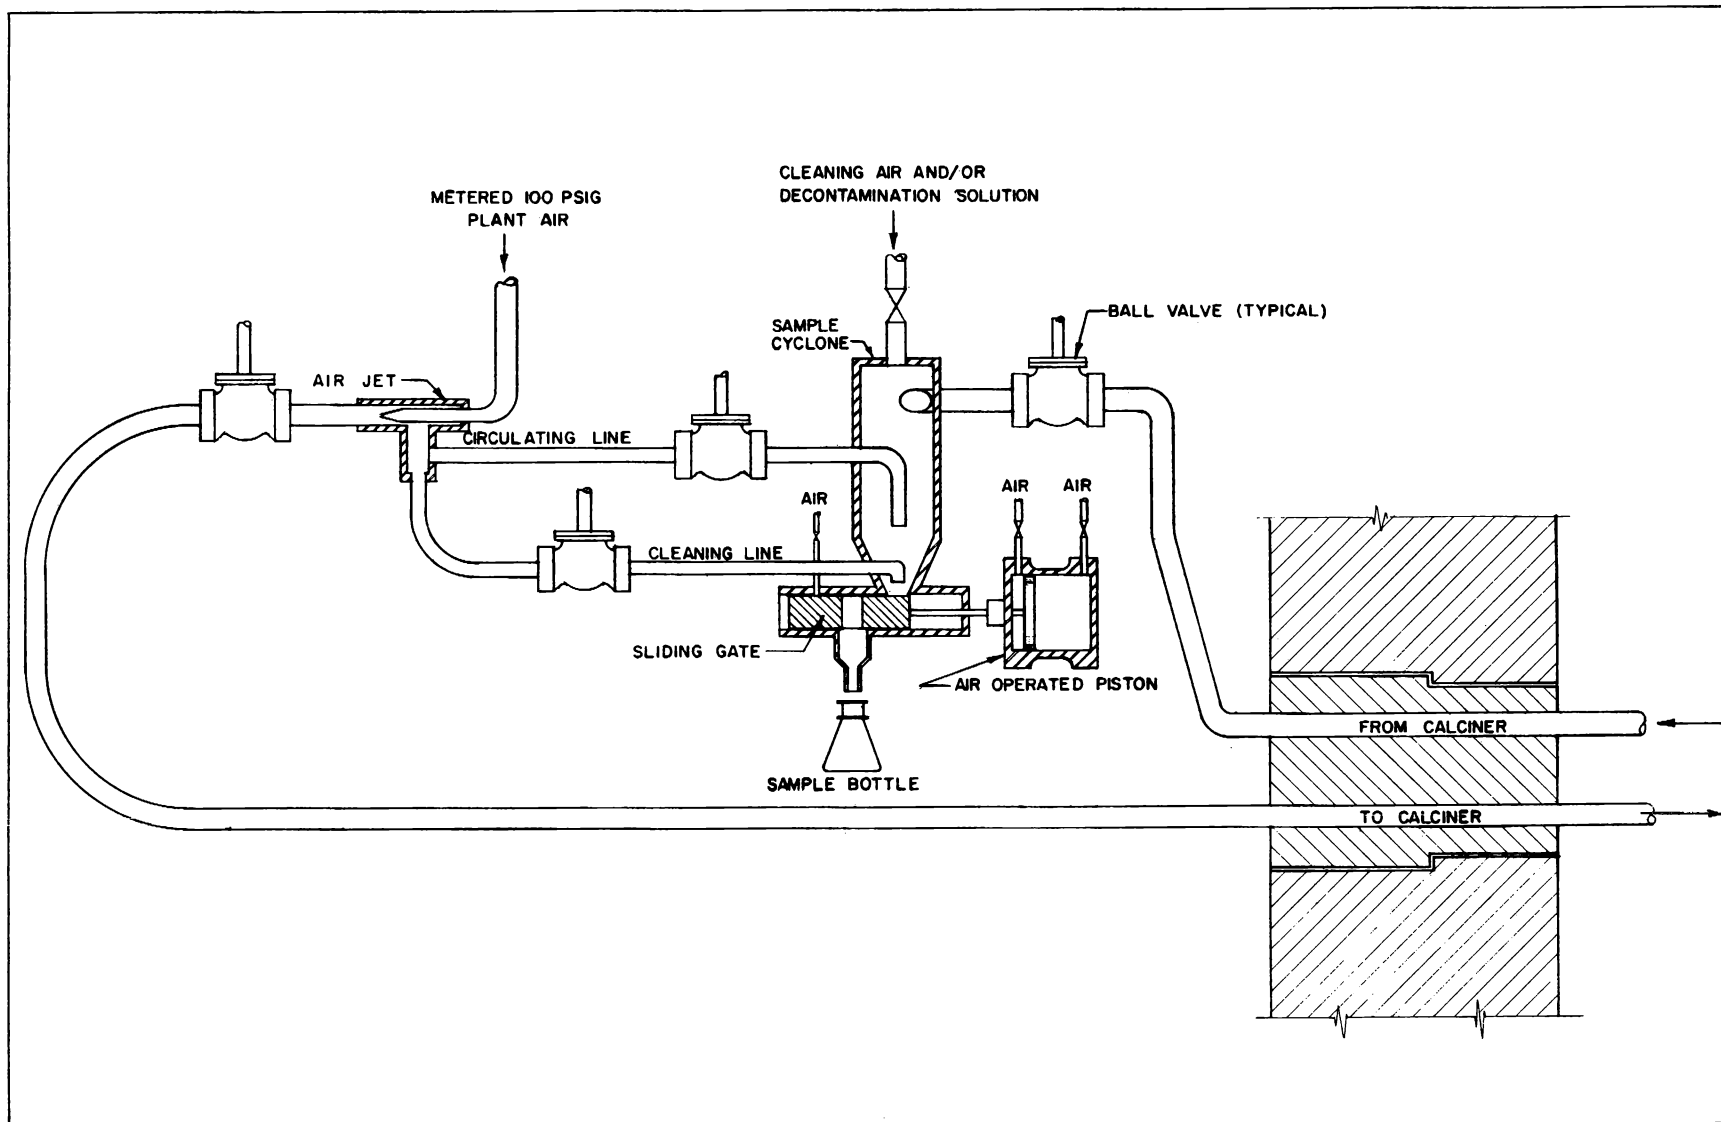 CLEANING AIR AND/OR
DECONTAMINATION SOLUTION
METERED 100 PSIG
PLANT AIR
BALL VALVE (TYPICAL)
SAMPLE
CYCLONE
AIR JET
CIRCULATING LINE
AIR
AIR
AIR
CLEANING LINE
SLIDING GATE
AIR OPERATED PISTON
FROM CALCINER
SAMPLE BOTTLE
TO CALCINER